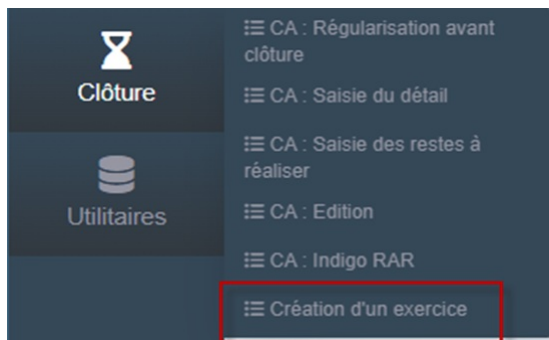 Clôture
Utilitaires
CA : Régularisation avant
clôture
CA : Saisie du détail
CA : Saisie des restes à
réaliser
CA : Edition
CA : Indigo RAR
Création d'un exercice